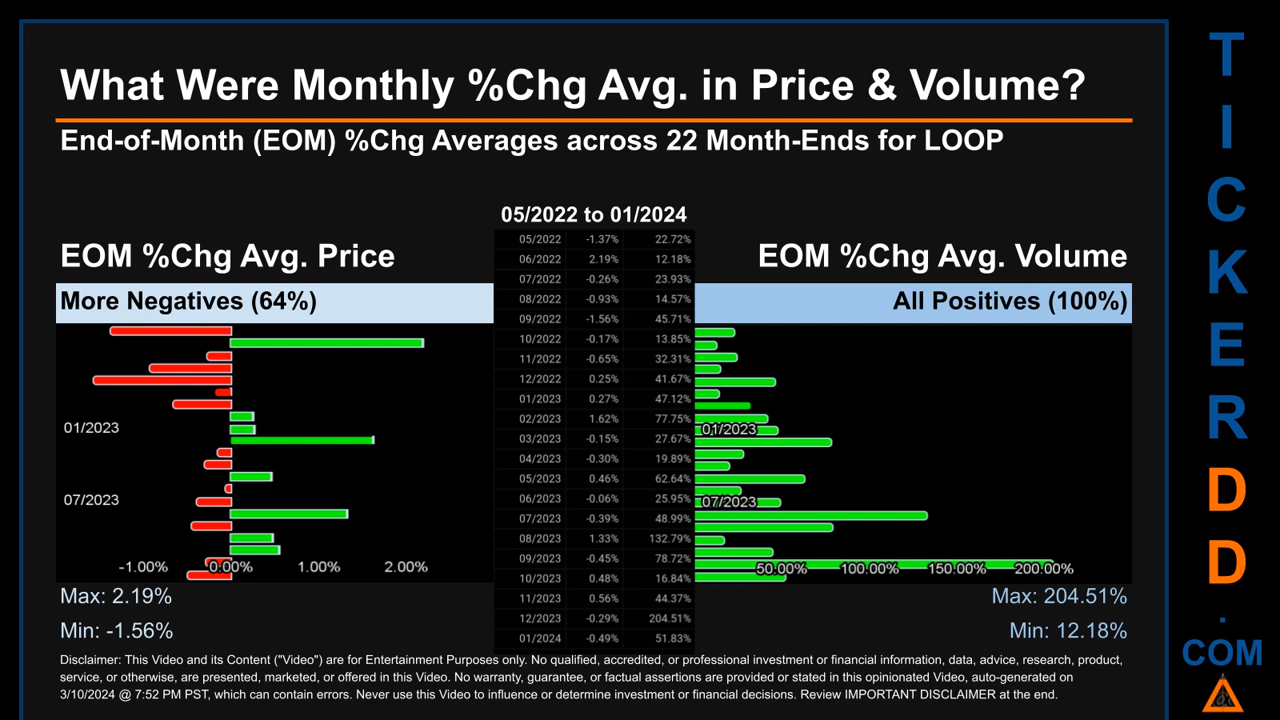 What Were Monthly %Chg Avg. in Price & Volume?
End-of-Month (EOM) %Chg Averages across 22 Month-Ends for LOOP
05/2022 to 01/2024
EOM %Chg Avg. Price
EOM %Chg Avg. Volume
More Negatives (64%)
All Positives (100%)
05/2022 -1.37% 22.72%
06/2022 2.19% 12.18%
07/2022 -0.26% 23.93%
08/2022 -0.93% 14.57%
09/2022 -1.56% 45.71%
10/2022 -0.17% 13.85%
11/2022 -0.65% 32.31%
12/2022 0.25% 41.67%
01/2023 0.27% 47.12%
02/2023 1.62% 77.75%
03/2023 -0.15% 27.67%
04/2023 -0.30% 19.89%
05/2023 0.46% 62.64%
06/2023 -0.06% 25.95%
07/2023 -0.39% 48.99%
08/2023 1.33% 132.79%
09/2023 -0.45% 78.72%
10/2023 0.48% 16.84%
11/2023 0.56% 44.37%
12/2023 -0.29% 204.51%
01/2024 -0.49% 51.83%
01/2023
07/2023
-1.00% 0.00% 1.00% 2.00%
01/2023
07/2023
50.00% 100.00% 150.00% 200.00%
Max: 2.19%
Min: -1.56%
Max: 204.51%
Min: 12.18%
Disclaimer: This Video and its Content ("Video") are for Entertainment Purposes only. No qualified, accredited, or professional investment or financial information, data, advice, research, product,
service, or otherwise, are presented, marketed, or offered in this Video. No warranty, guarantee, or factual assertions are provided or stated in this opinionated Video, auto-generated on
3/10/2024 @ 7:52 PM PST, which can contain errors. Never use this Video to influence or determine investment or financial decisions. Review IMPORTANT DISCLAIMER at the end.
T
I
C
K
E
R
D
D
.
COM